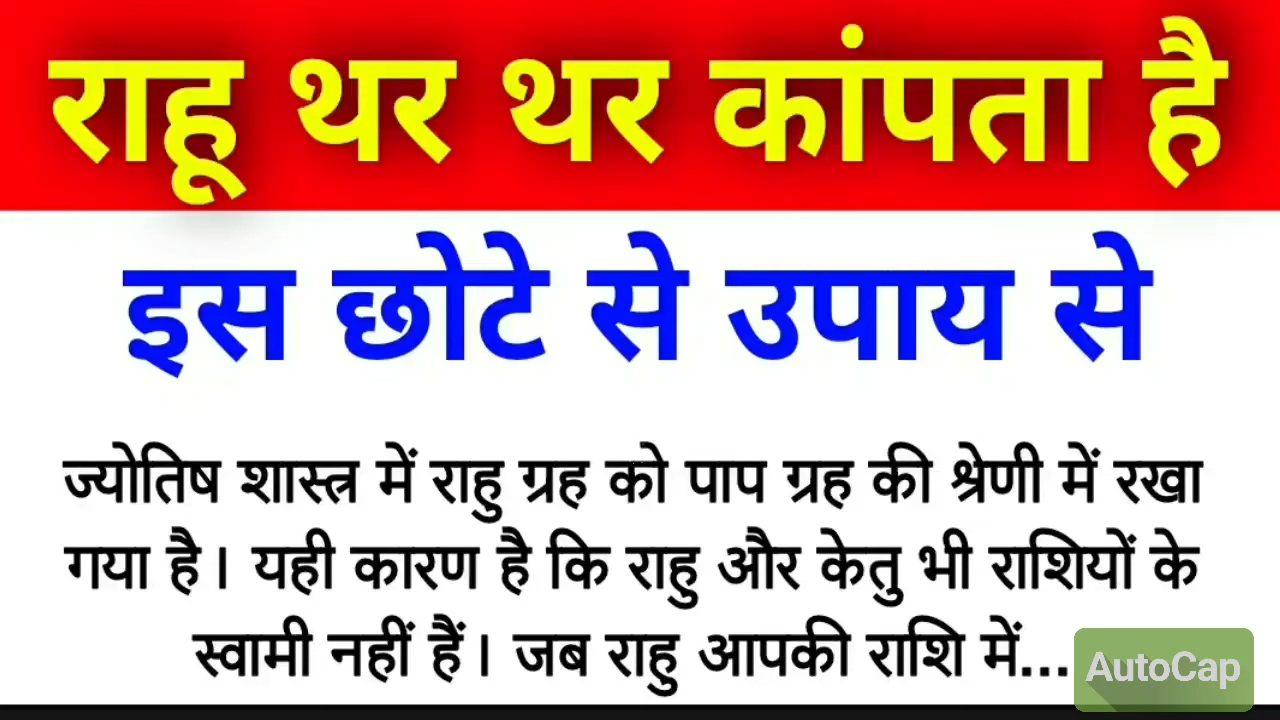 राहू थर थर कांपता है
इस छोटे से उपाय से
ज्योतिष शास्त्र में राहु ग्रह को पाप ग्रह की श्रेणी में रखा
गया है। यही कारण है कि राहु और केतु भी राशियों के
स्वामी नहीं हैं। जब राहु आपकी राशि में...
AutoCap